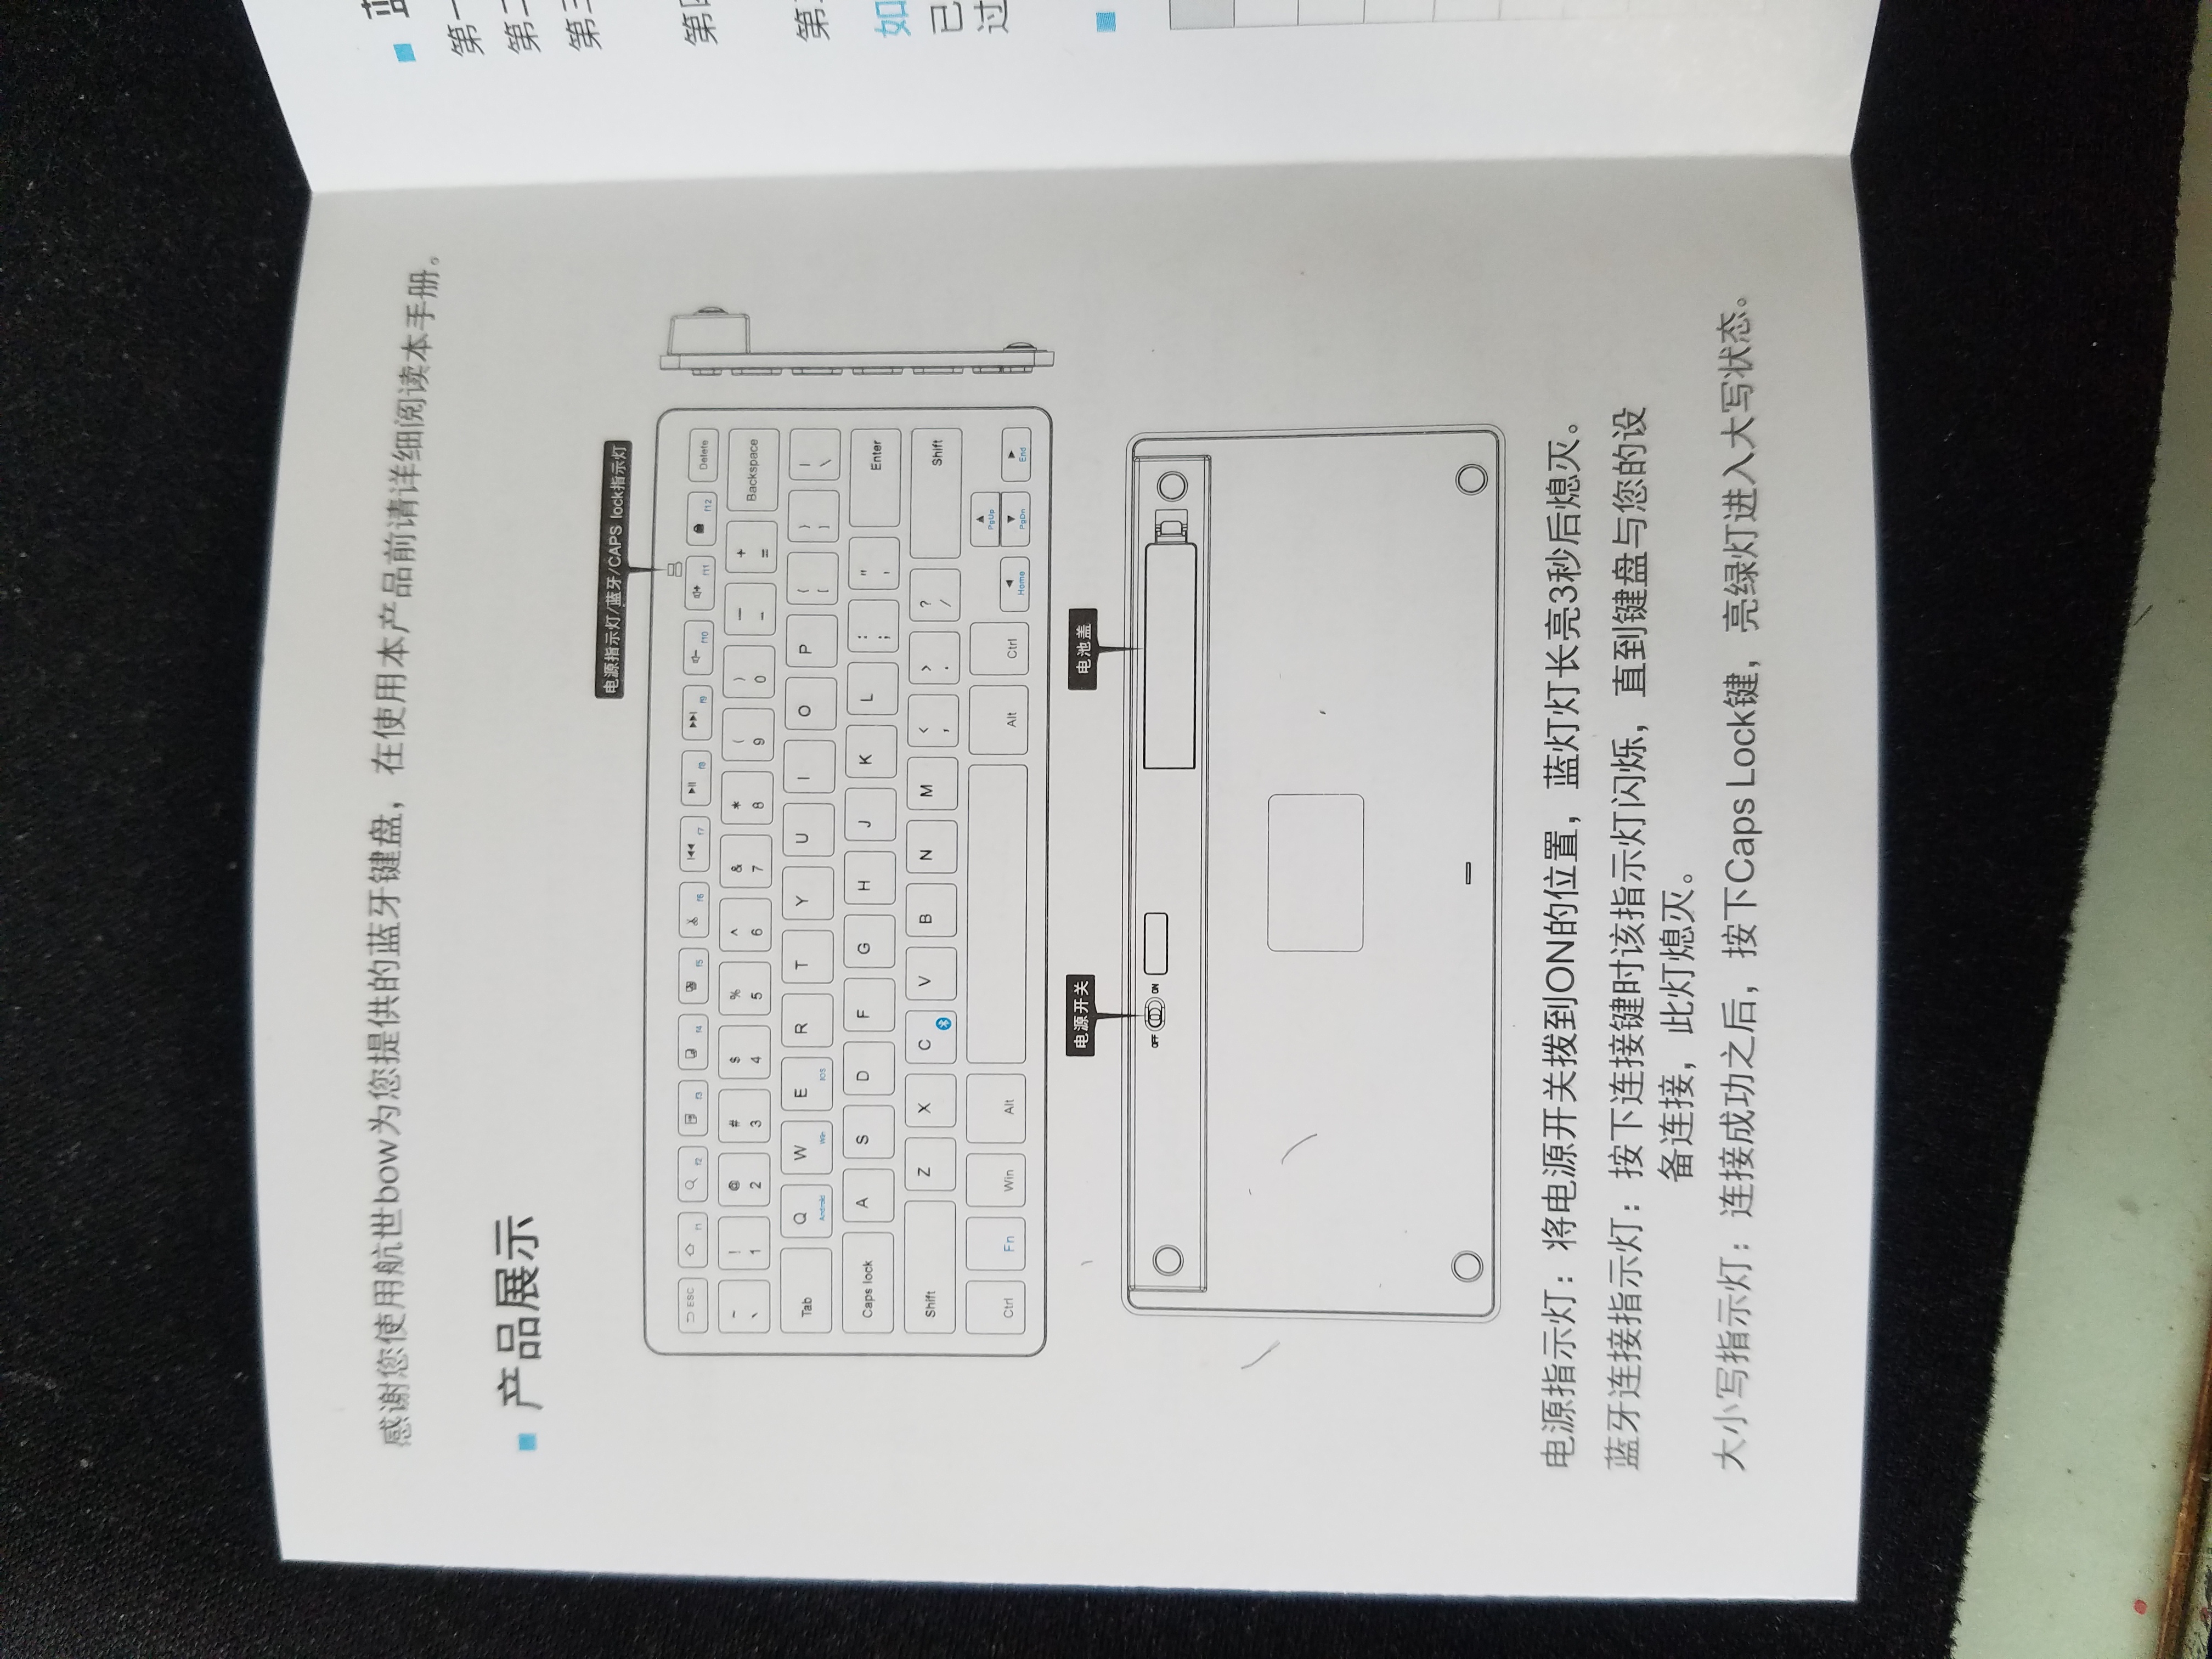 感谢您使用航世bow为您提供的蓝牙键盘，在使用本产品前请详细阅读本手册。
产品展示
电源指示灯/蓝牙/CAPS lock指示灯
ESC f1 f2 f3 f4 f5 f6 f7 f8 f9 f10 f11 f12 Delete
~ ! @ # $ % ^ & * ( ) — +
、 1 2 3 4 5 6 7 8 9 0 – = Backspace
Tab Q W E R T Y U I O P { } |
Android Win IOS [ ] \
Caps lock A S D F G H J K L : " Enter
; ,
Shift Z X C V B N M < > ? Shift
, . /
Ctrl Fn Win Alt Alt Ctrl Home PgUp PgDn End
电源开关
电池盖
OFF ON
电源指示灯：将电源开关拨到ON的位置，蓝灯灯长亮3秒后熄灭。
蓝牙连接指示灯：按下连接键时该指示灯闪烁，直到键盘与您的设
备连接，此灯熄灭。
大小写指示灯：连接成功之后，按下Caps Lock键，亮绿灯进入大写状态。
第一
第二
第三
第四
第
如
已
过